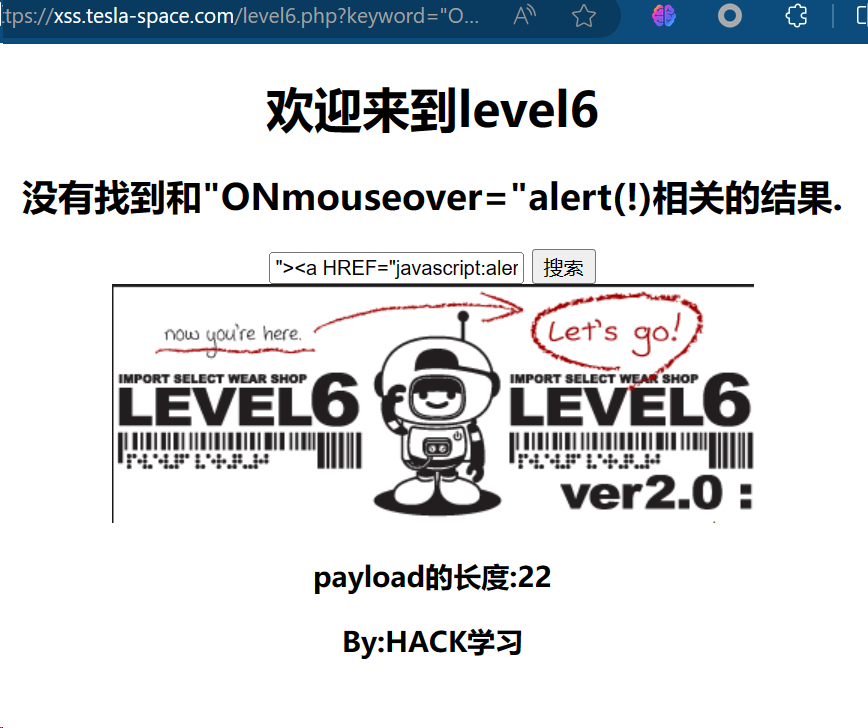 tps://xss.tesla-space.com/level6.php?keyword="O...
欢迎来到level6
没有找到和"ONmouseover="alert(!)相关的结果.
"><a HREF="javascript:aler 搜索
now you're here. Let's go!
IMPORT SELECT WEAR SHOP IMPORT SELECT WEAR SHOP
LEVEL6 LEVEL6
ver2.0 :
payload的长度:22
By:HACK学习